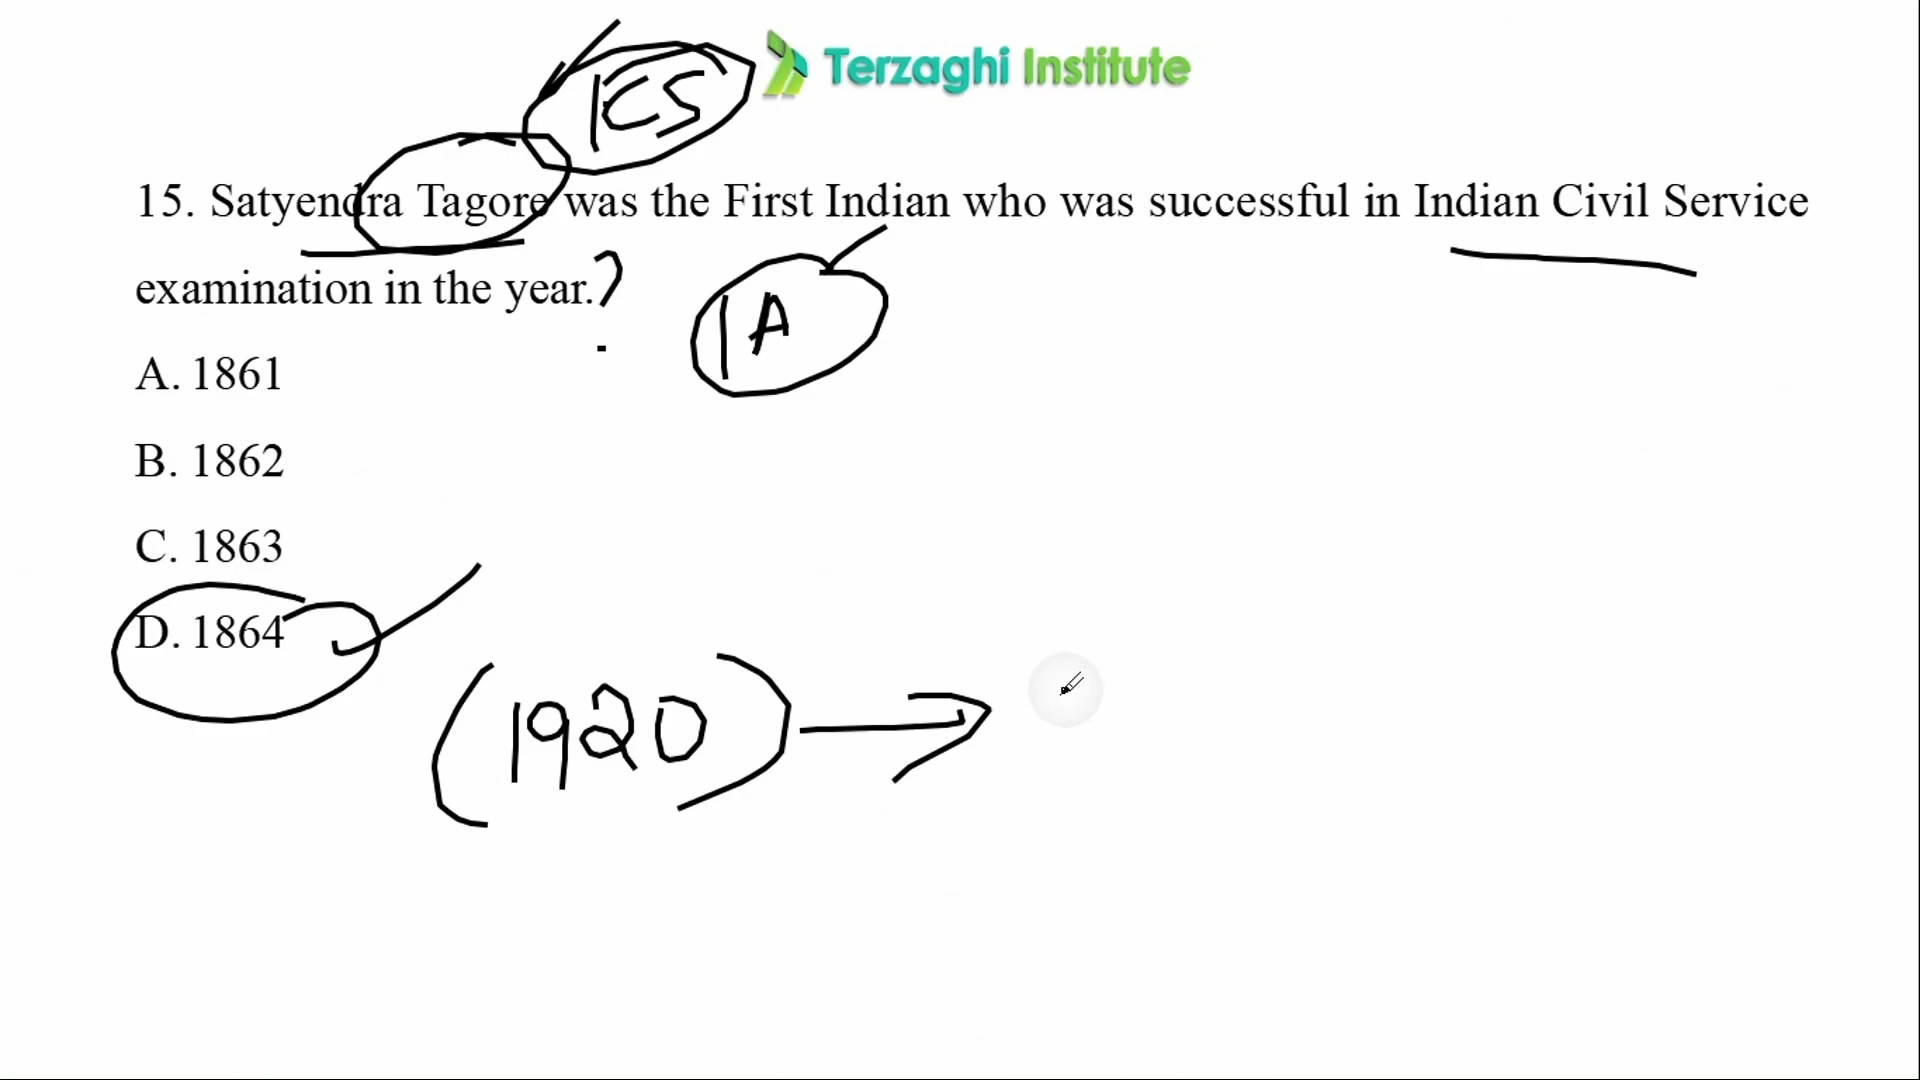 ICS
Terzaghi Institute
15. Satyendra Tagore was the First Indian who was successful in Indian Civil Service
examination in the year.?
IA
A. 1861
B. 1862
C. 1863
D. 1864
(1920)